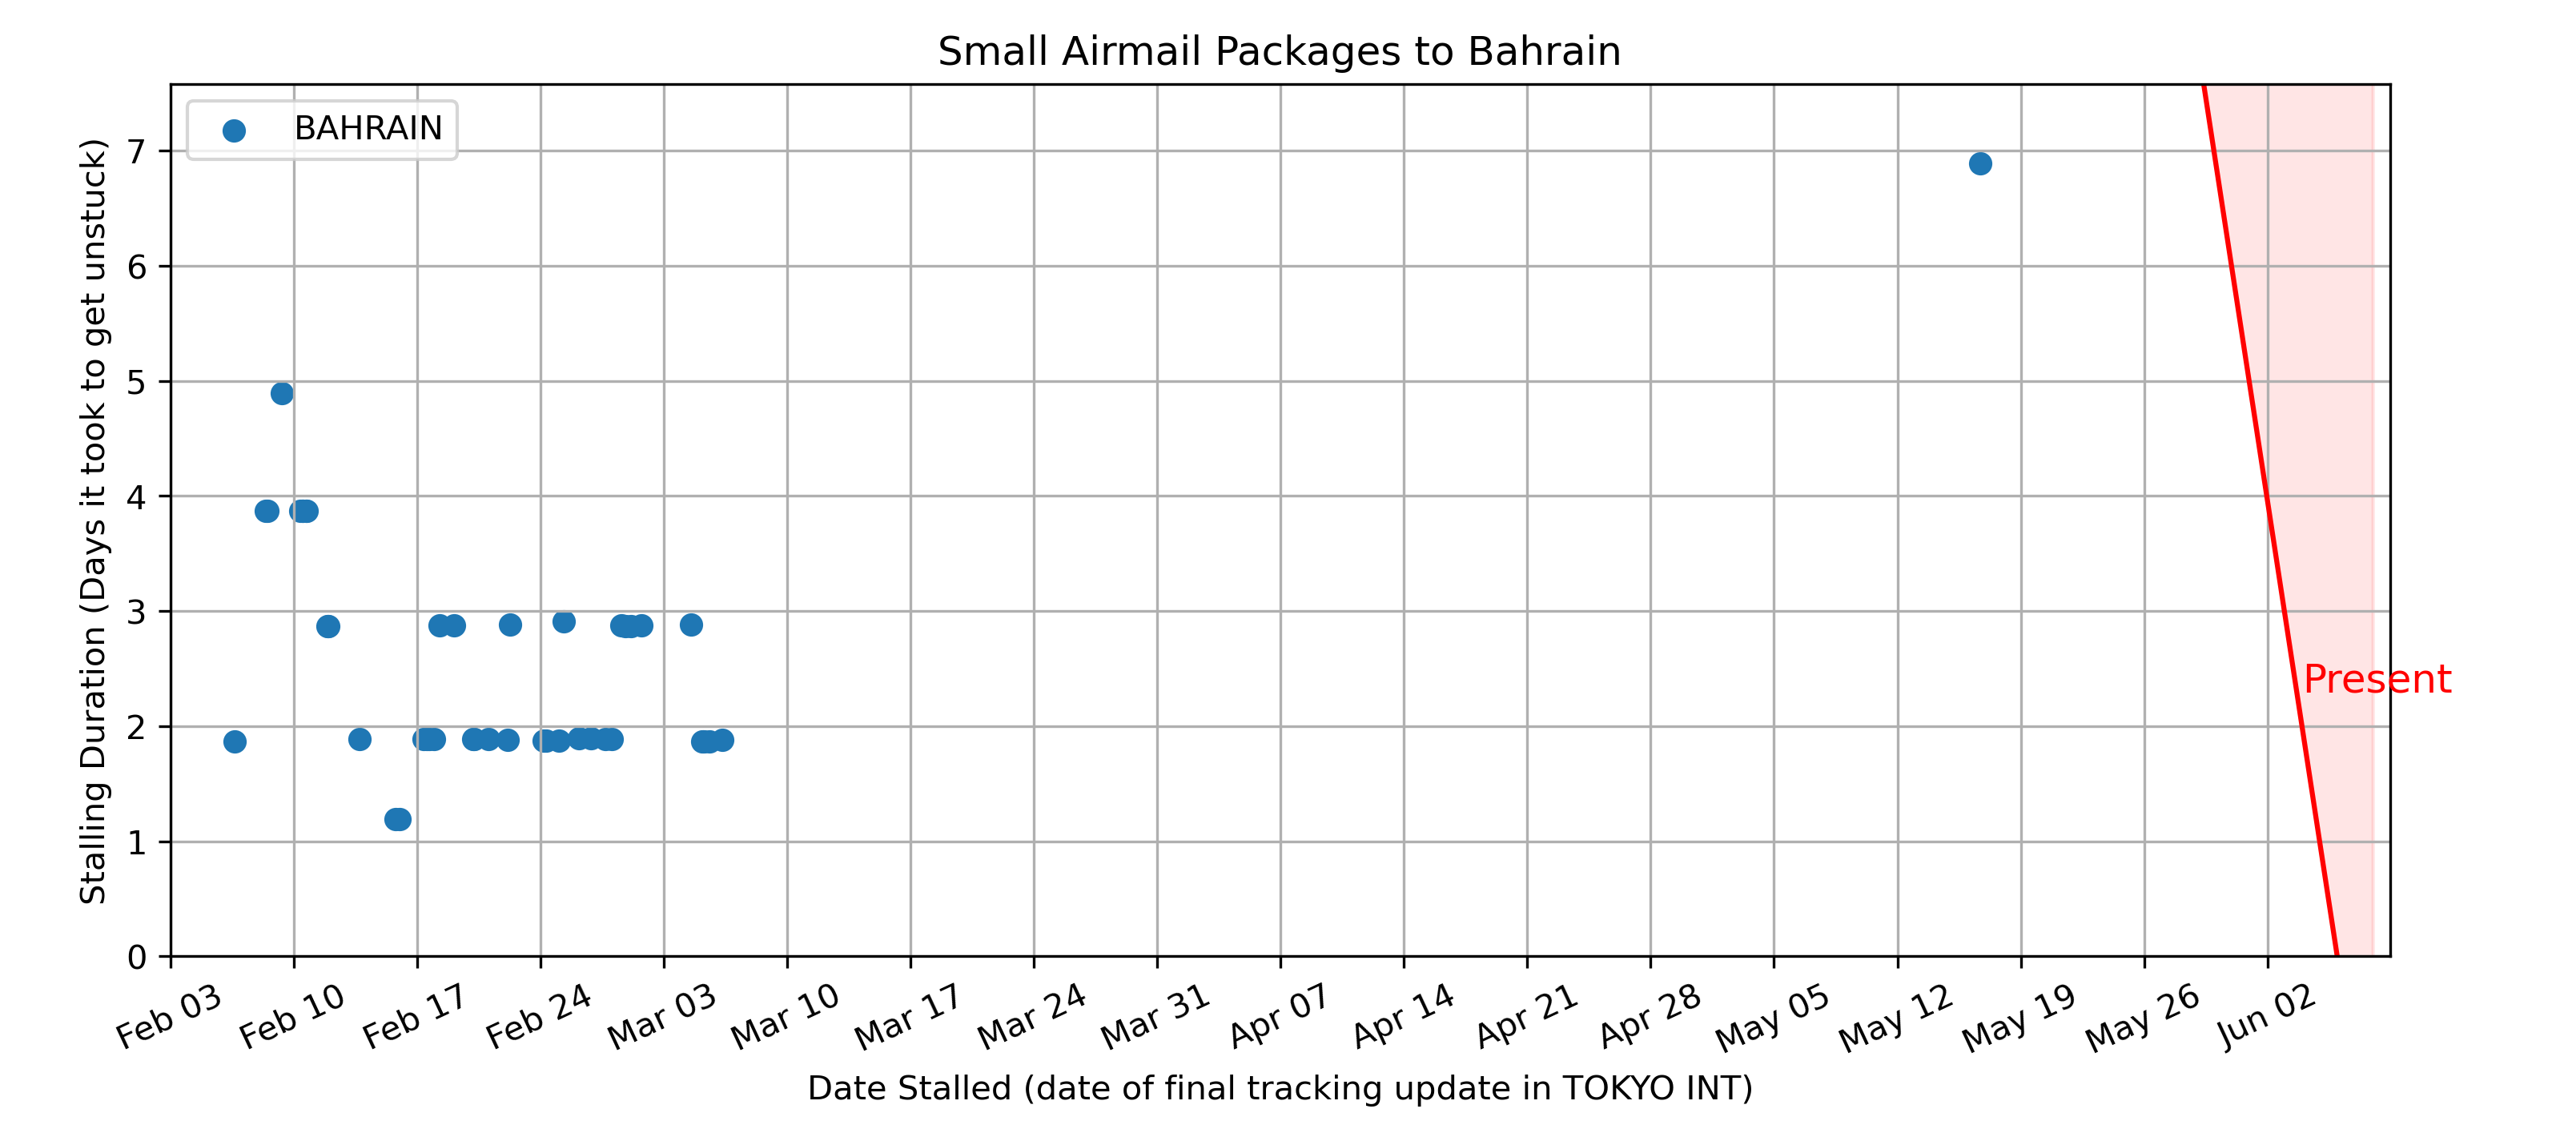 Small Airmail Packages to Bahrain
BAHRAIN
Stalling Duration (Days it took to get unstuck)
7
6
5
4
3
2
1
0
Present
Feb 03
Feb 10
Feb 17
Feb 24
Mar 03
Mar 10
Mar 17
Mar 24
Mar 31
Apr 07
Apr 14
Apr 21
Apr 28
May 05
May 12
May 19
May 26
Jun 02
Date Stalled (date of final tracking update in TOKYO INT)